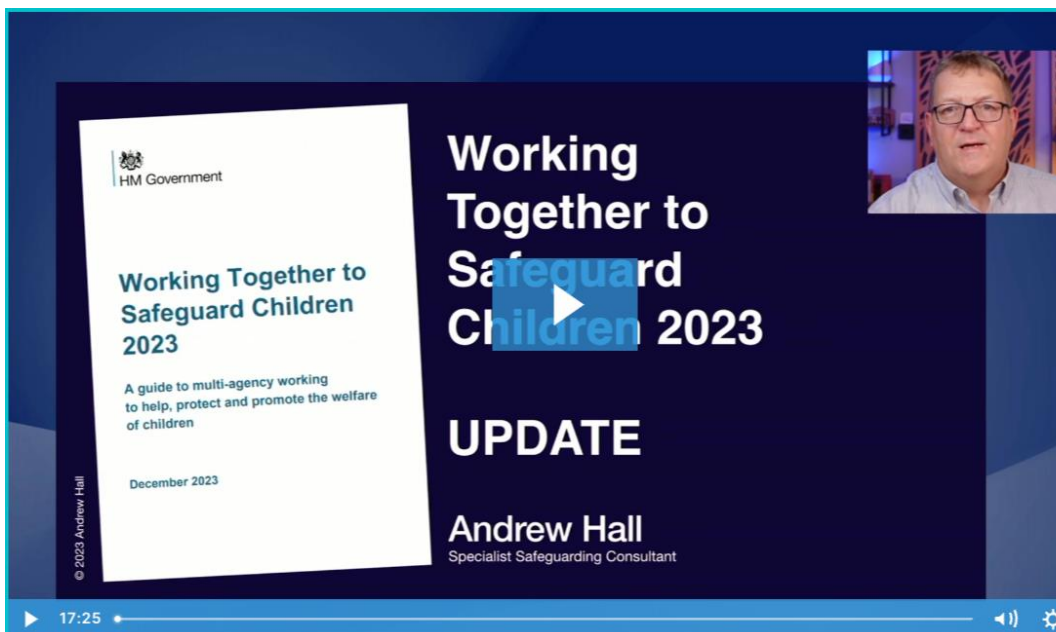 HM Government
Working Together to
Safeguard Children
2023
A guide to multi-agency working
to help, protect and promote the welfare
of children
December 2023
© 2023 Andrew Hall
Working
Together to
Safeguard
Children 2023
UPDATE
Andrew Hall
Specialist Safeguarding Consultant
17:25